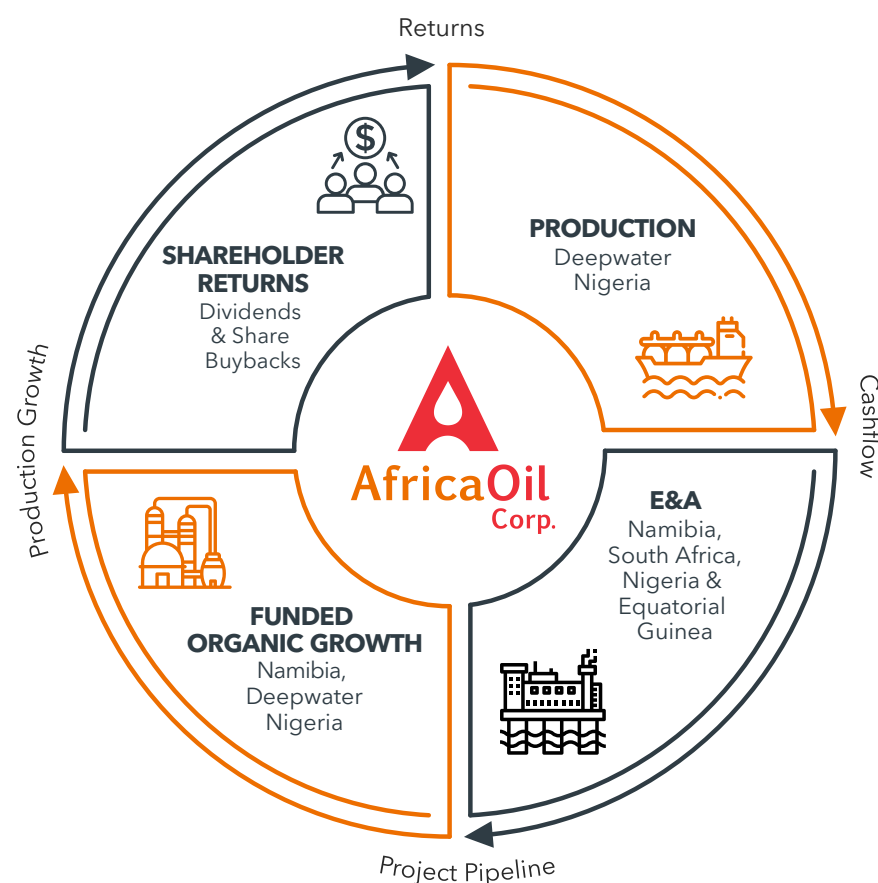 Returns
SHAREHOLDER
RETURNS
Dividends
& Share
Buybacks
$
PRODUCTION
Deepwater
Nigeria
Cashflow
E&A
Namibia,
South Africa,
Nigeria &
Equatorial
Guinea
Project Pipeline
FUNDED
ORGANIC GROWTH
Namibia,
Deepwater
Nigeria
Production Growth
AfricaOil
Corp.